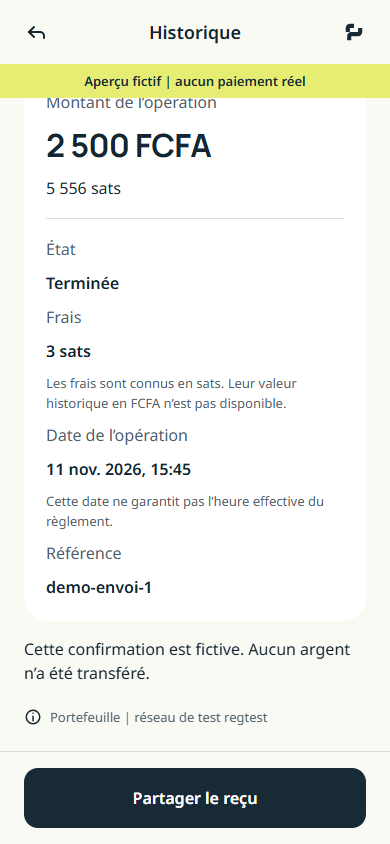 Historique
Aperçu fictif | aucun paiement réel
Montant de l'opération
2 500 FCFA
5 556 sats
État
Terminée
Frais
3 sats
Les frais sont connus en sats. Leur valeur
historique en FCFA n’est pas disponible.
Date de l’opération
11 nov. 2026, 15:45
Cette date ne garantit pas l’heure effective du
règlement.
Référence
demo-envoi-1
Cette confirmation est fictive. Aucun argent
n’a été transféré.
Portefeuille | réseau de test regtest
Partager le reçu